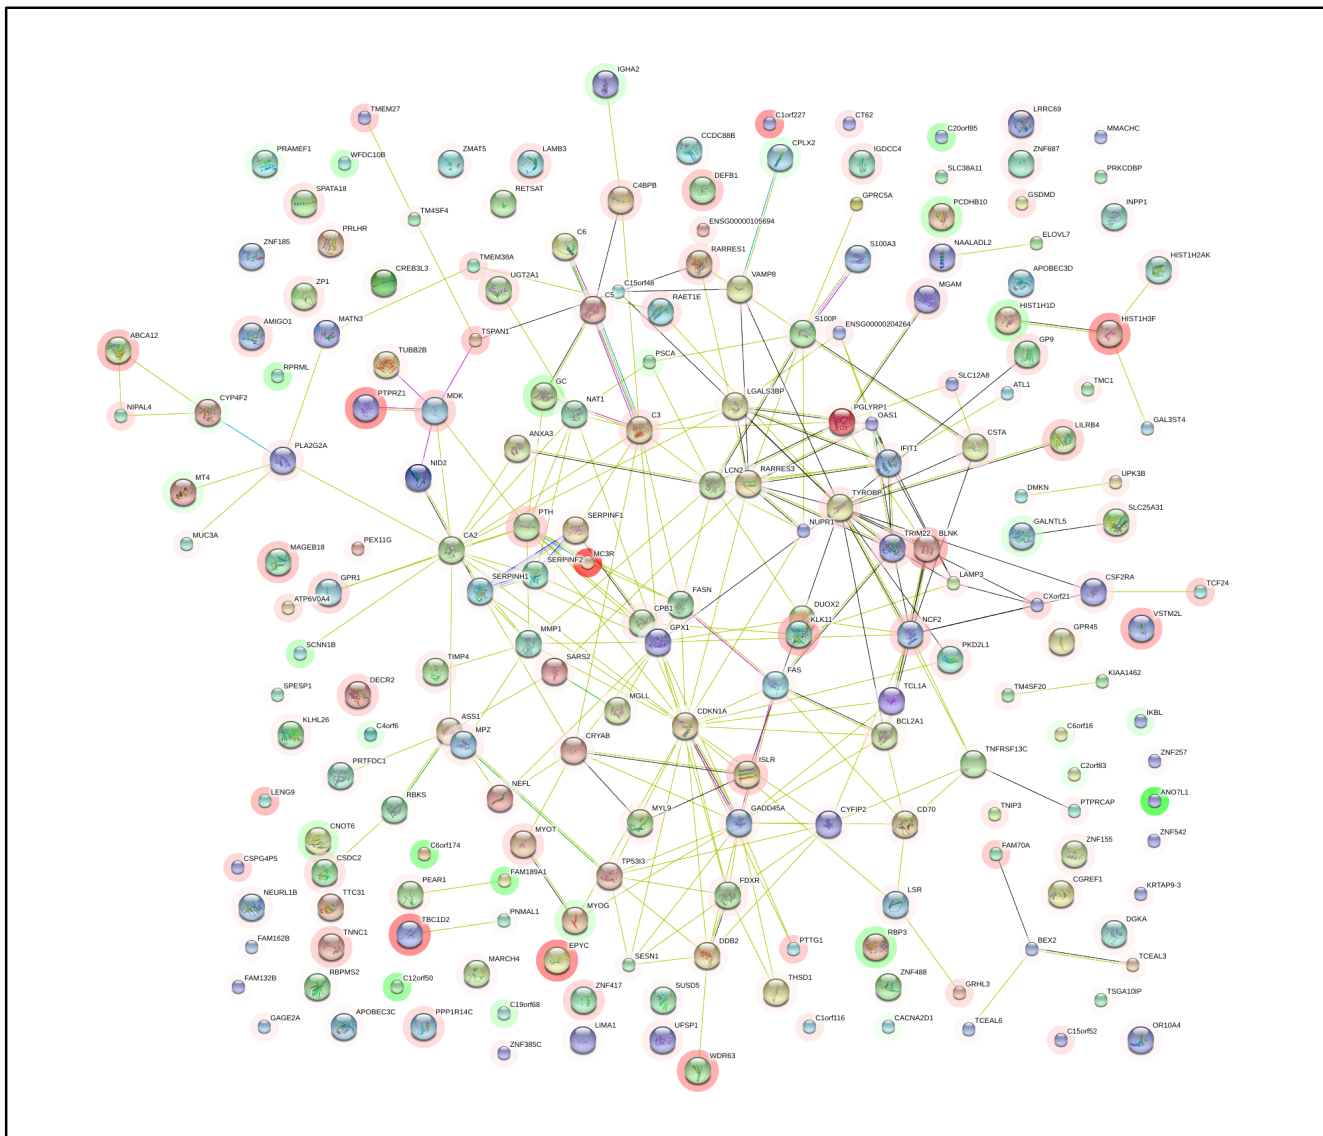 IGHA2
TMEM27
C1orf227
CT62
C20orf85
LRRC69
MMACHC
PRAMEF1
WFDC10B
ZMAT5
LAMB3
CCDC88B
CPLX2
IGDCC4
ZNF687
SLC38A11
PRKCDBP
SPATA18
RETSAT
C4BPB
DEFB1
GPRC5A
GSDMD
PCDHB10
INPP1
TM4SF4
ENSG00000105694
ZNF185
PRLHR
C6
S100A3
NAALADL2
ELOVL7
TMEM38A
RARRES1
HIST1H2AK
CREB3L3
UGT2A1
C15orf48
VAMP8
APOBEC3D
ZP1
C5
RAET1E
MGAM
HIST1H1D
HIST1H3F
AMIGO1
MATN3
S100P
ENSG00000204264
ABCA12
TSPAN1
GP9
TUBB2B
PSCA
RPRML
SLC12A8
ATL1
TMC1
PTPRZ1
MDK
GC
NAT1
LGALS3BP
NIPAL4
CYP4F2
C3
PGLYRP1
OAS1
GAL3ST4
ANXA3
CSTA
LILRB4
PLA2G2A
NID2
LCN2
RARRES3
IFIT1
DMKN
UPK3B
MT4
TYROBP
SLC25A31
PTH
SERPINF1
NUPR1
GALNTL5
MUC3A
CA2
TRIM22
BLNK
MAGEB18
PEX11G
SERPINF2
MC3R
GPR1
SERPINH1
LAMP3
CSF2RA
TCF24
ATP6V0A4
FASN
CXorf21
CPB1
DUOX2
KLK11
NCF2
VSTM2L
SCNN1B
MMP1
GPX1
GPR45
PKD2L1
TIMP4
SARS2
FAS
DECR2
TM4SF20
KIAA1462
SPESP1
TCL1A
MGLL
KLHL26
C4orf6
ASS1
MPZ
CDKN1A
BCL2A1
C6orf16
IKBL
PRTFDC1
CRYAB
TNFRSF13C
ZNF257
ISLR
C2orf83
NEFL
LENG9
RBKS
MYL9
GADD45A
CYFIP2
CD70
PTPRCAP
ANO7L1
TNIP3
CNOT6
MYOT
ZNF155
ZNF542
CSPG4P5
CSDC2
C6orf174
FAM70A
TP53I3
FDXR
CGREF1
KRTAP9-3
NEURL1B
TTC31
PEAR1
FAM189A1
LSR
TBC1D2
PNMAL1
MYOG
DGKA
TNNC1
PTTG1
RBP3
BEX2
TCEAL3
FAM162B
EPYC
DDB2
SESN1
FAM132B
RBPMS2
C12orf50
MARCH4
ZNF417
SUSD5
THSD1
ZNF488
GRHL3
TSGA10IP
GAGE2A
APOBEC3C
PPP1R14C
C19orf68
LIMA1
UFSP1
C1orf116
CACNA2D1
TCEAL6
C15orf52
OR10A4
ZNF385C
WDR63